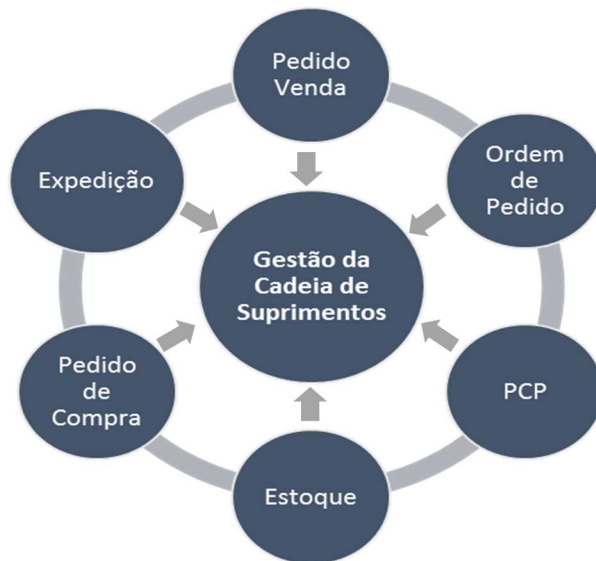 Pedido
Venda
Ordem
de
Pedido
PCP
Estoque
Pedido
de
Compra
Expedição
Gestão da
Cadeia de
Suprimentos